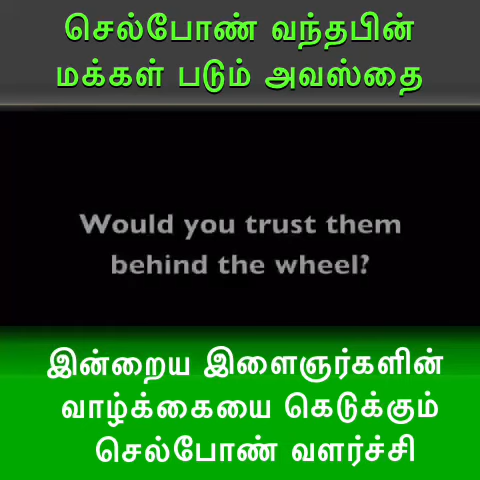 செல்போண் வந்தபின்
மக்கள் படும் அவஸ்தை
Would you trust them
behind the wheel?
இன்றைய இளைஞர்களின்
வாழ்க்கையை கெடுக்கும்
செல்போண் வளர்ச்சி